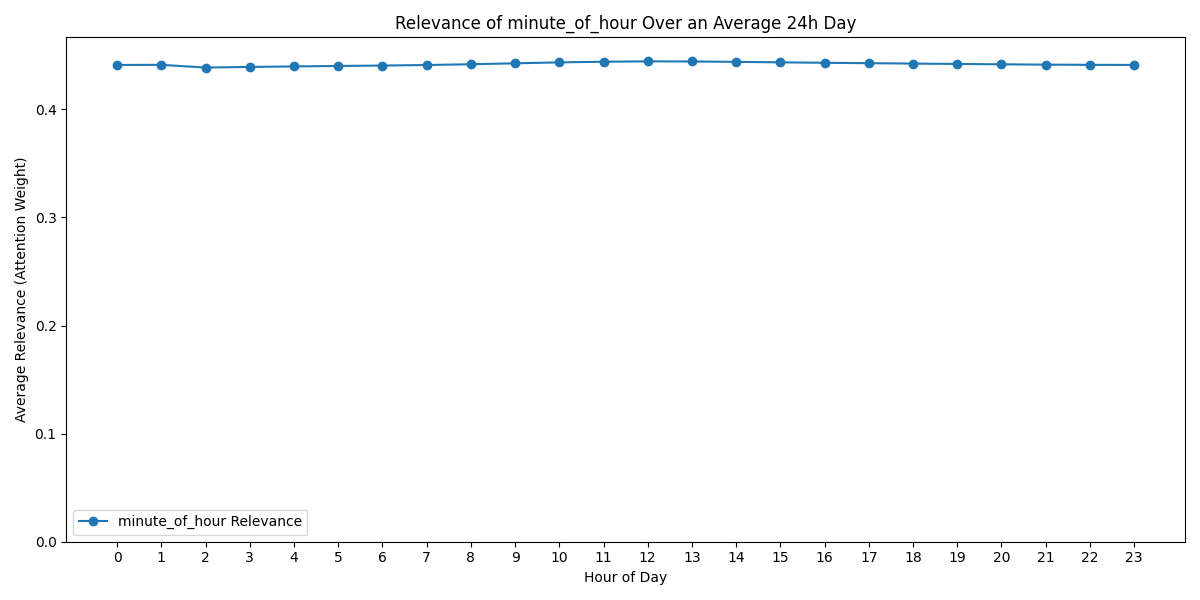 Relevance of minute_of_hour Over an Average 24h Day
Average Relevance (Attention Weight)
0.4
0.3
0.2
0.1
0.0
minute_of_hour Relevance
0 1 2 3 4 5 6 7 8 9 10 11 12 13 14 15 16 17 18 19 20 21 22 23
Hour of Day